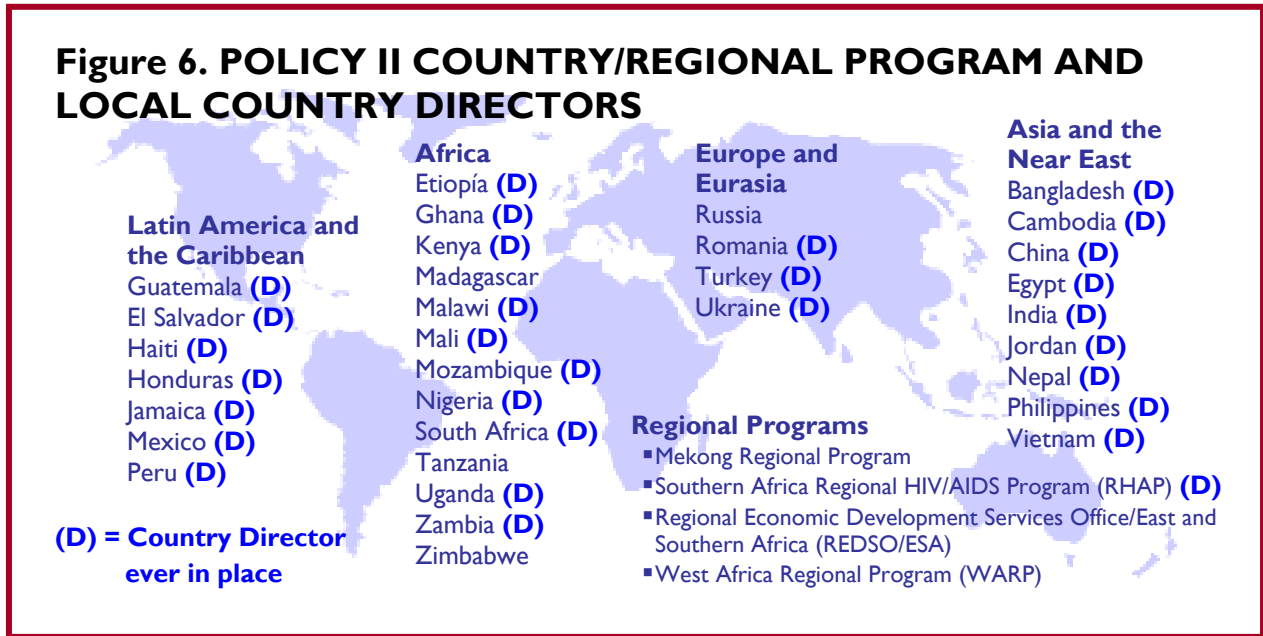 Figure 6. POLICY II COUNTRY/REGIONAL PROGRAM AND
LOCAL COUNTRY DIRECTORS
Latin America and
the Caribbean
Guatemala (D)
El Salvador (D)
Haiti (D)
Honduras (D)
Jamaica (D)
Mexico (D)
Peru (D)
(D) = Country Director
ever in place
Africa
Etiopía (D)
Ghana (D)
Kenya (D)
Madagascar
Malawi (D)
Mali (D)
Mozambique (D)
Nigeria (D)
South Africa (D)
Tanzania
Uganda (D)
Zambia (D)
Zimbabwe
Europe and
Eurasia
Russia
Romania (D)
Turkey (D)
Ukraine (D)
Asia and the
Near East
Bangladesh (D)
Cambodia (D)
China (D)
Egypt (D)
India (D)
Jordan (D)
Nepal (D)
Philippines (D)
Vietnam (D)
Regional Programs
▪Mekong Regional Program
▪Southern Africa Regional HIV/AIDS Program (RHAP) (D)
▪Regional Economic Development Services Office/East and
Southern Africa (REDSO/ESA)
▪West Africa Regional Program (WARP)